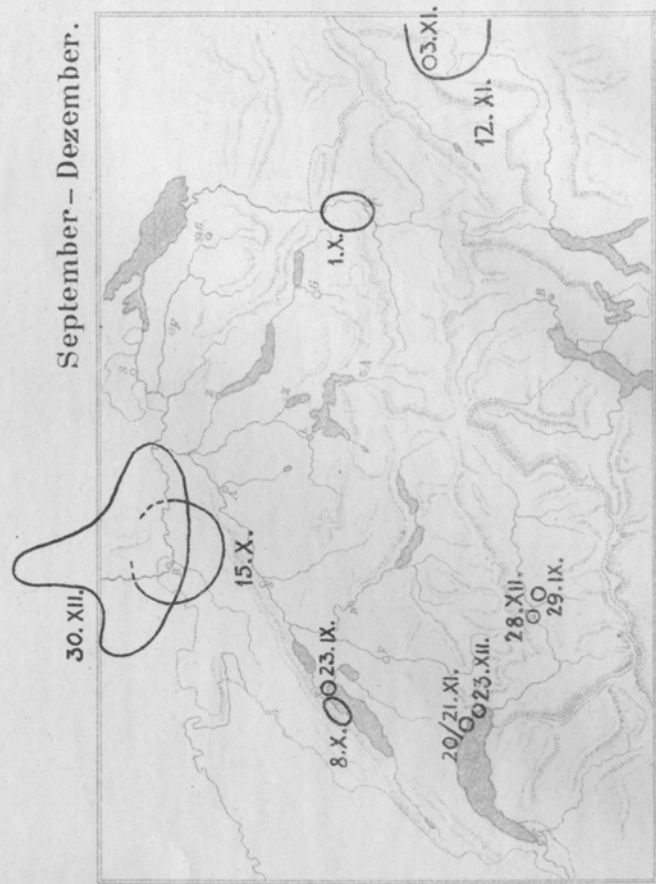 September – Dezember.
30. XII.
15. X.
1. X.
3. XI.
12. XI.
8. X.
23. IX.
20/21. XI.
23. XII.
28. XII.
29. IX.
S
F
StG
Z
Z
G
L
A
A
B
B
S
B
F